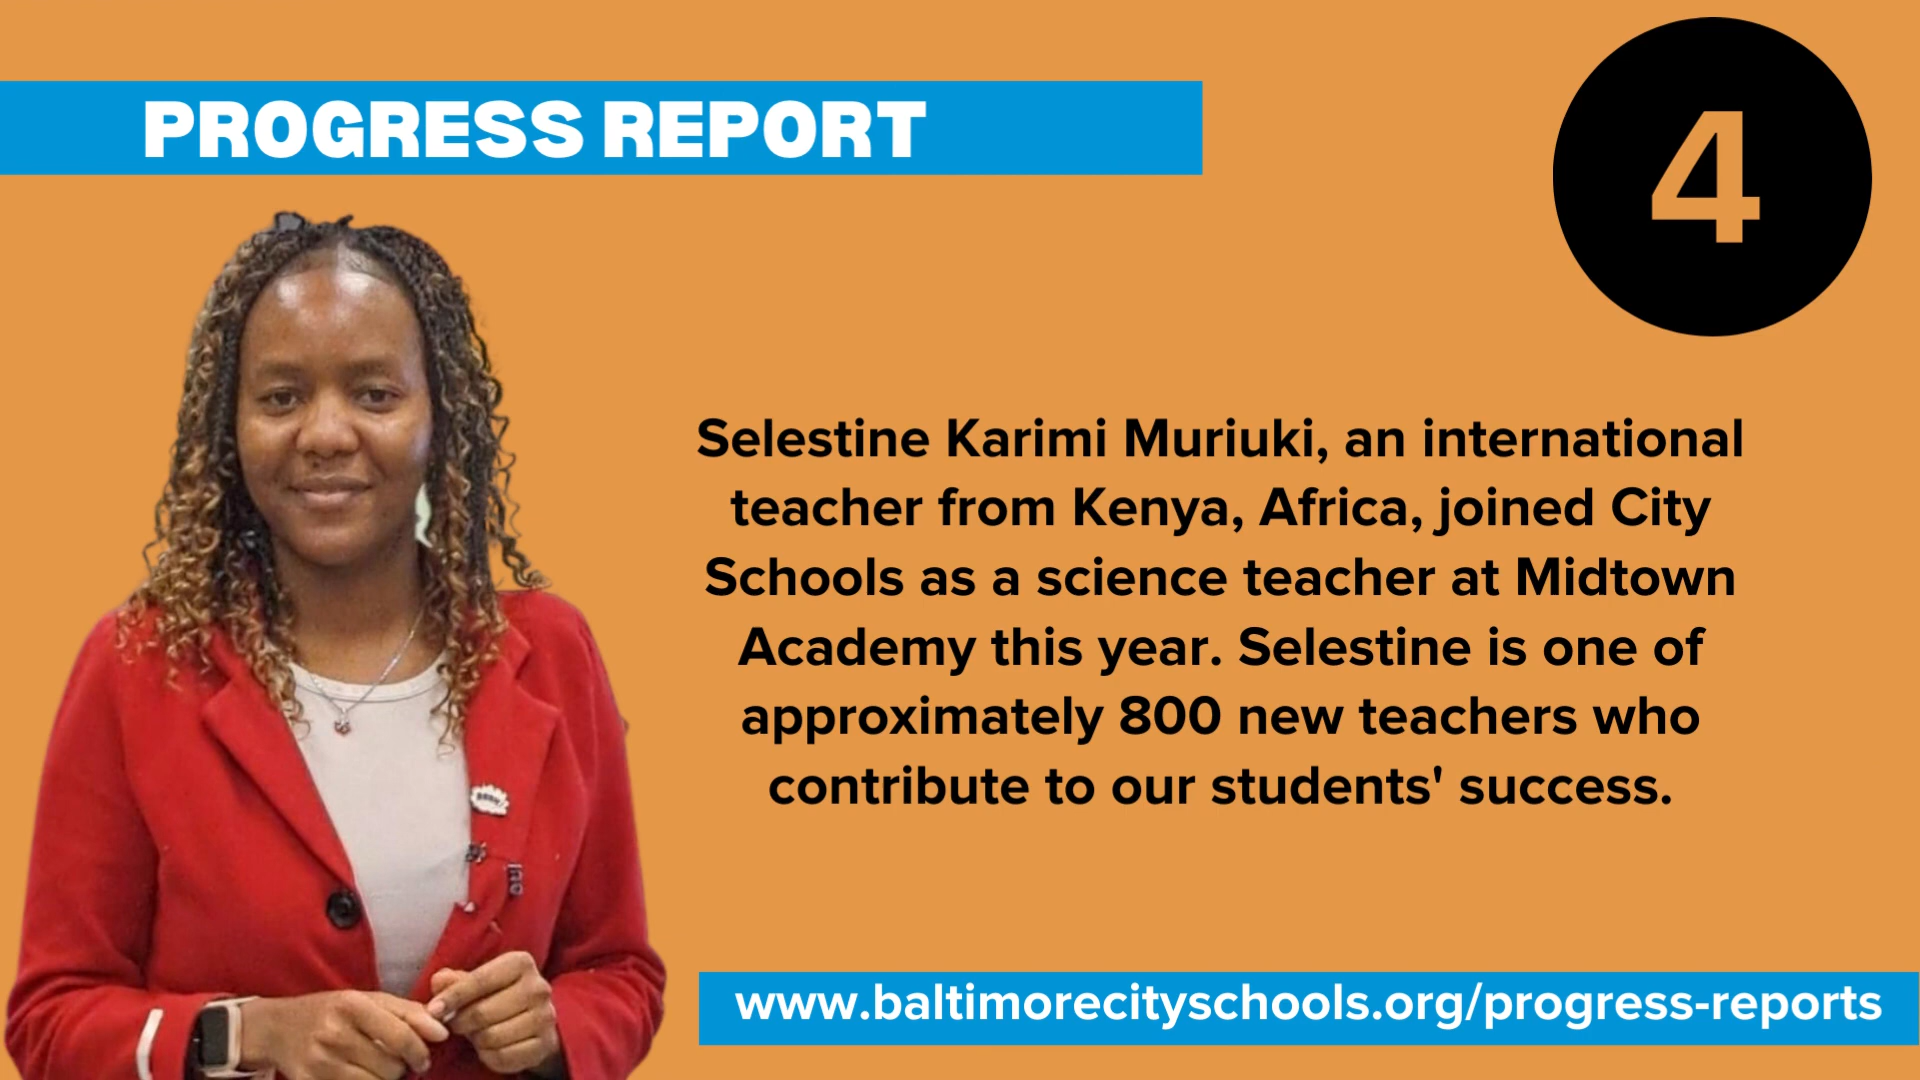 PROGRESS REPORT
4
Selestine Karimi Muriuki, an international
teacher from Kenya, Africa, joined City
Schools as a science teacher at Midtown
Academy this year. Selestine is one of
approximately 800 new teachers who
contribute to our students' success.
www.baltimorecityschools.org/progress-reports